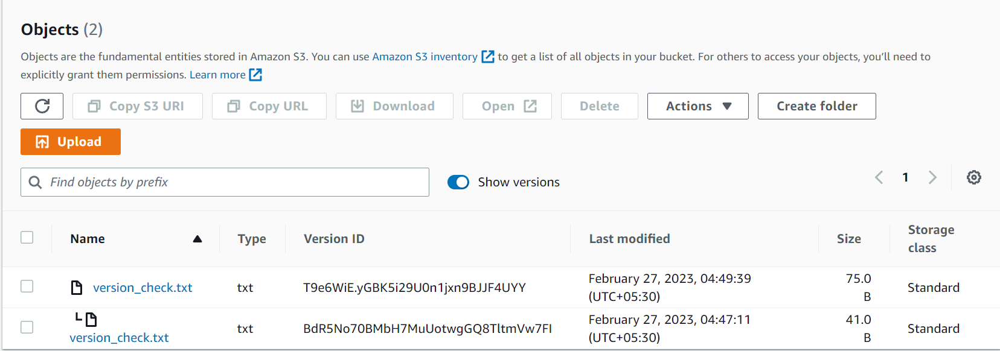 Objects (2)
Objects are the fundamental entities stored in Amazon S3. You can use Amazon S3 inventory to get a list of all objects in your bucket. For others to access your objects, you’ll need to
explicitly grant them permissions. Learn more
Copy S3 URI Copy URL Download Open Delete Actions Create folder
Upload
Find objects by prefix Show versions 1
Name Type Version ID Last modified Size Storage
class
version_check.txt txt T9e6WiE.yGBK5i29U0n1jxn9BJJF4UYY February 27, 2023, 04:49:39 75.0 Standard
(UTC+05:30) B
version_check.txt txt BdR5No70BMbH7MuUotwgGQ8TltmVw7FI February 27, 2023, 04:47:11 41.0 Standard
(UTC+05:30) B